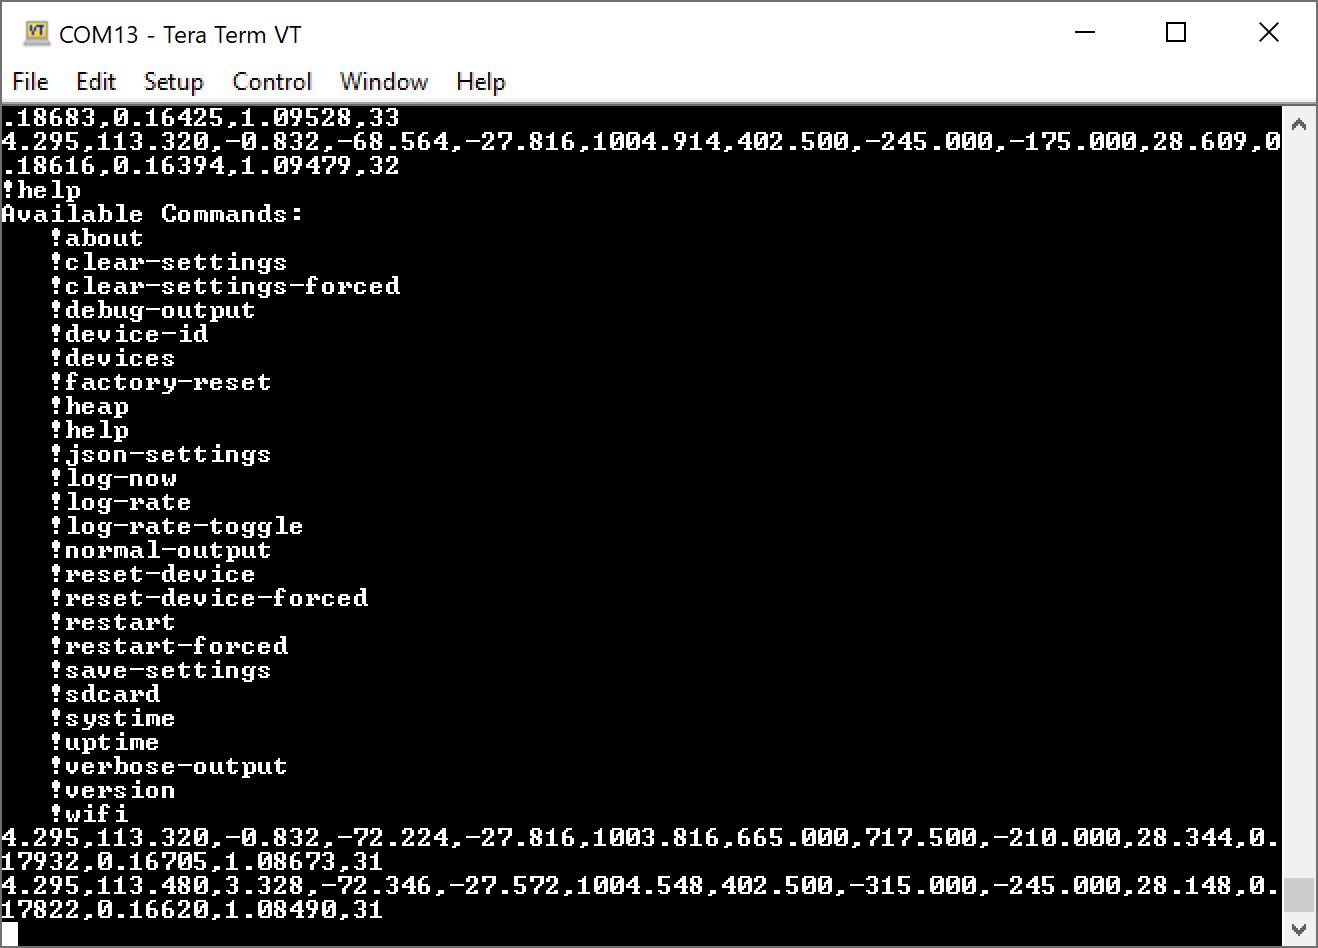 COM13 - Tera Term VT
File Edit Setup Control Window Help
.18683,0.16425,1.09528,33
4.295,113.320,-0.832,-68.564,-27.816,1004.914,402.500,-245.000,-175.000,28.609,0
.18616,0.16394,1.09479,32
!help
Available Commands:
!about
!clear-settings
!clear-settings-forced
!debug-output
!device-id
!devices
!factory-reset
!heap
!help
!json-settings
!log-now
!log-rate
!log-rate-toggle
!normal-output
!reset-device
!reset-device-forced
!restart
!restart-forced
!save-settings
!sdcard
!systime
!uptime
!verbose-output
!version
!wifi
4.295,113.320,-0.832,-72.224,-27.816,1003.816,665.000,717.500,-210.000,28.344,0.
17932,0.16705,1.08673,31
4.295,113.480,3.328,-72.346,-27.572,1004.548,402.500,-315.000,-245.000,28.148,0.
17822,0.16620,1.08490,31